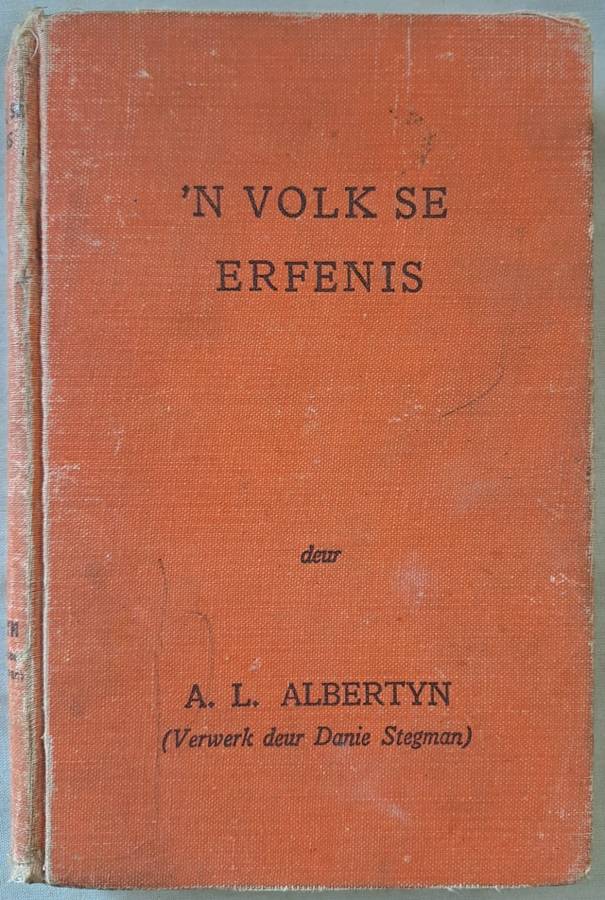 'N VOLK SE
ERFENIS
deur
A. L. ALBERTYN
(Verwerk deur Danie Stegman)